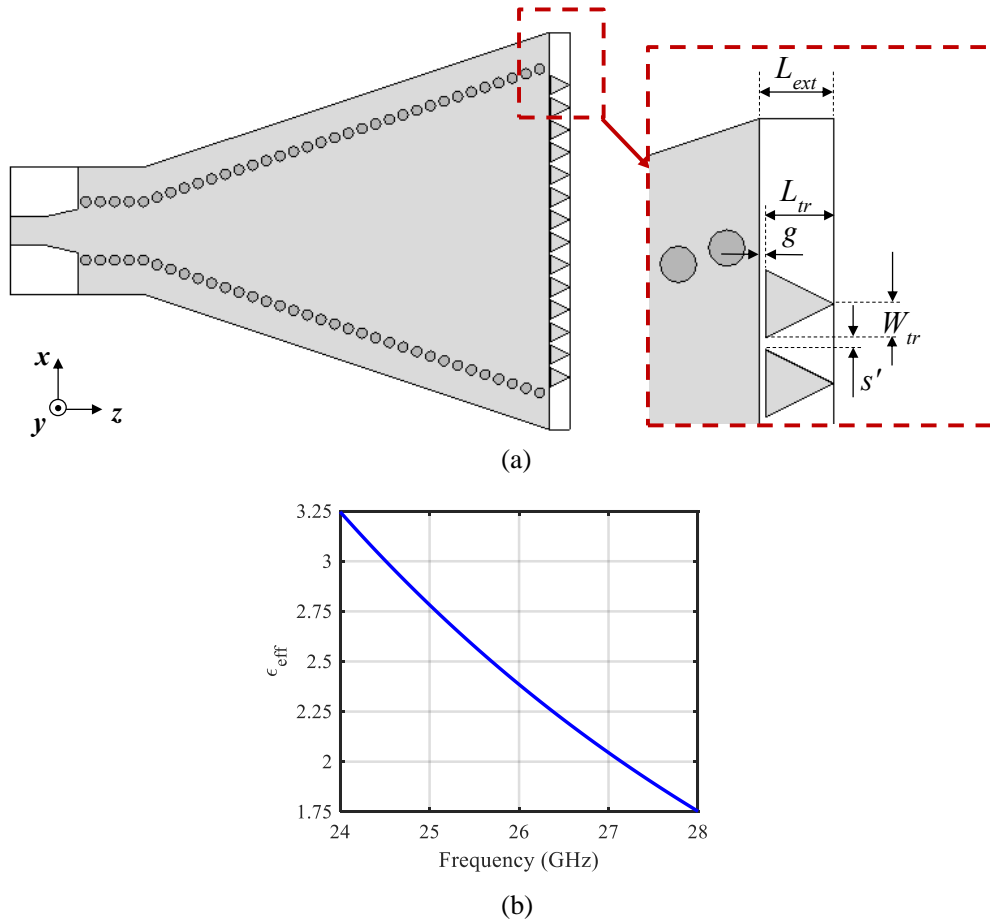 L_ext
L_tr
g
W_tr
s′
x
y
z
(a)
3.25
3
2.75
2.5
2.25
2
1.75
ϵ_eff
24 25 26 27 28
Frequency (GHz)
(b)